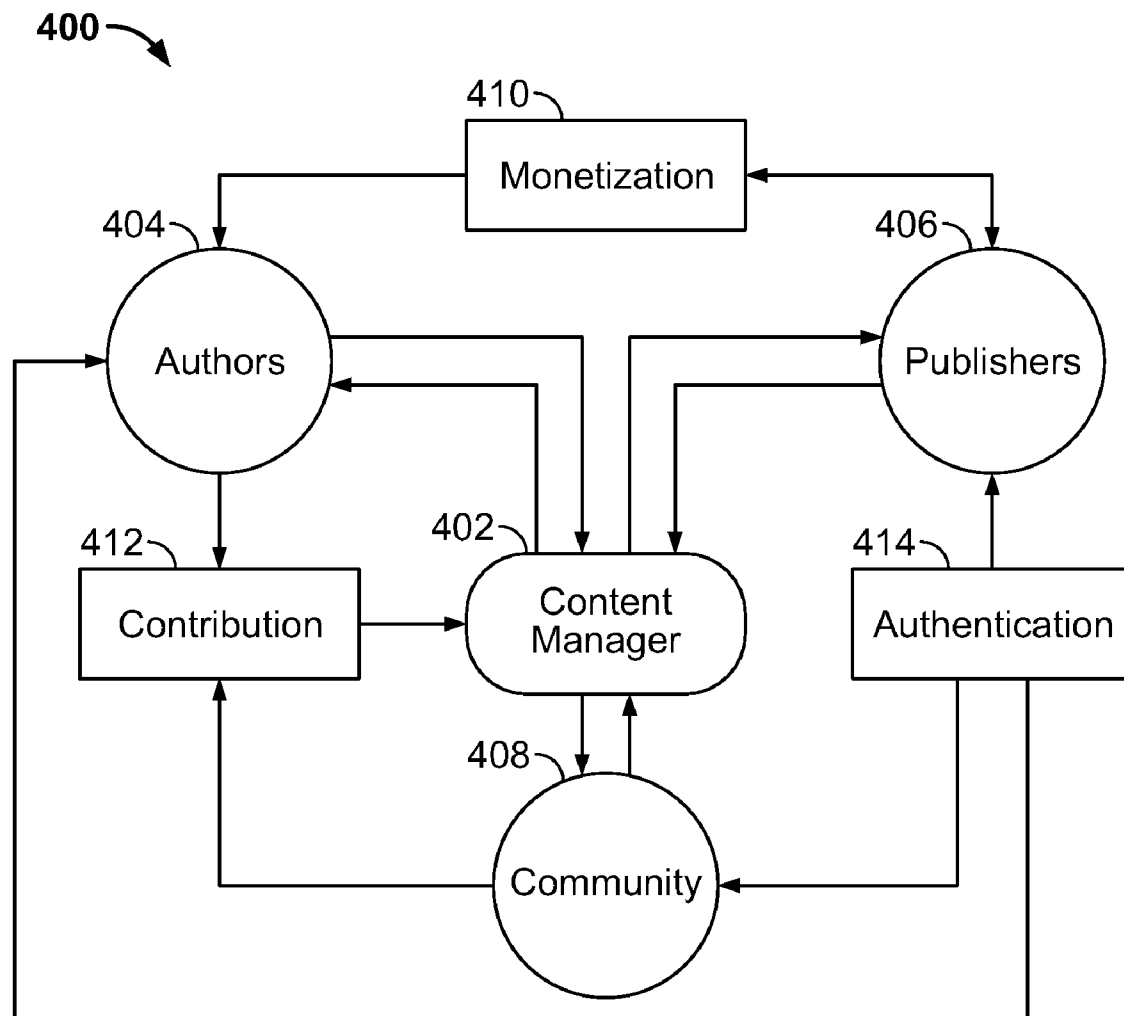 400
410
Monetization
404
406
Authors
Publishers
402
412
414
Content
Manager
Contribution
Authentication
408
Community